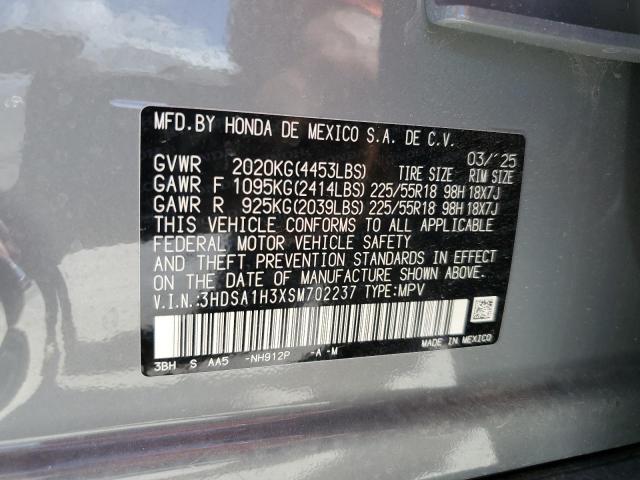 MFD.BY HONDA DE MEXICO S.A. DE C.V.
03/´25
GVWR 2020KG(4453LBS) TIRE SIZE RIM SIZE
GAWR F 1095KG(2414LBS) 225/55R18 98H 18X7J
GAWR R 925KG(2039LBS) 225/55R18 98H 18X7J
THIS VEHICLE CONFORMS TO ALL APPLICABLE
FEDERAL MOTOR VEHICLE SAFETY
AND THEFT PREVENTION STANDARDS IN EFFECT
ON THE DATE OF MANUFACTURE SHOWN ABOVE.
V.I.N.:3HDSA1H3XSM702237 TYPE:MPV
3BH S AA5 -NH912P -A -M
MADE IN MEXICO